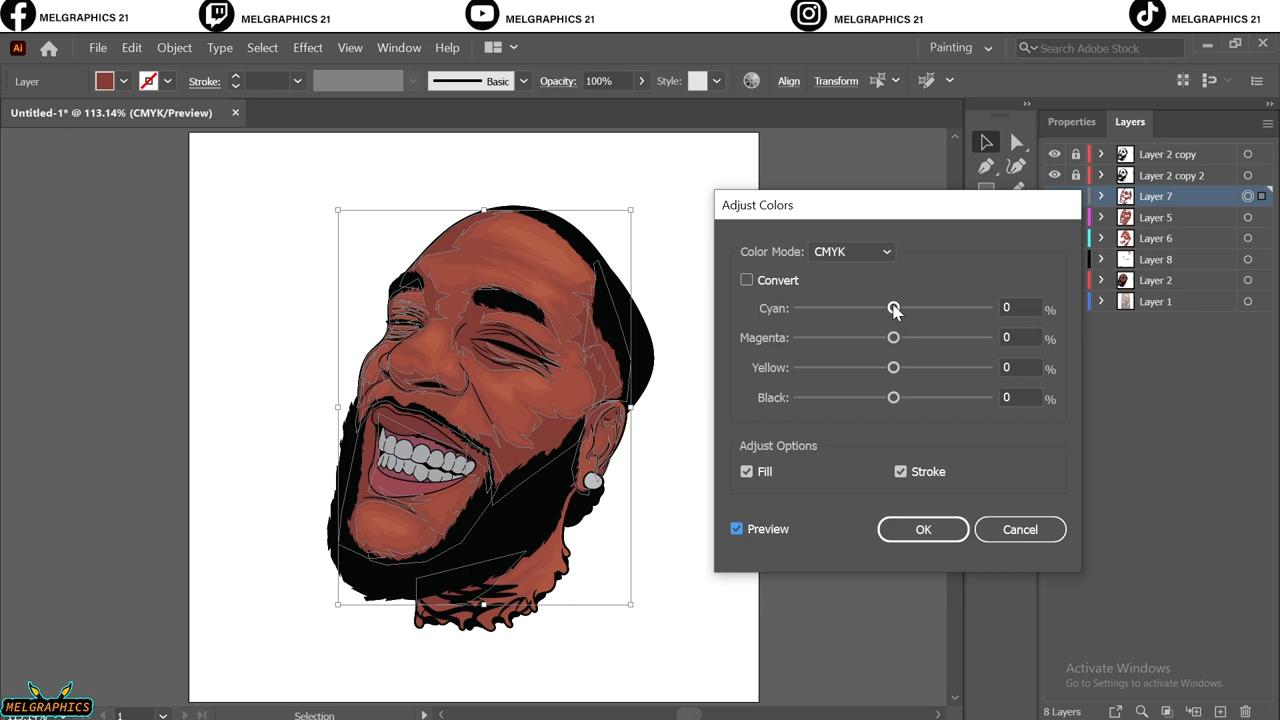 MELGRAPHICS 21 MELGRAPHICS 21 MELGRAPHICS 21 MELGRAPHICS 21 MELGRAPHICS 21
Ai File Edit Object Type Select Effect View Window Help Painting Search Adobe Stock
Layer Stroke: Basic Opacity: 100% Style: Align Transform
Untitled-1* @ 113.14% (CMYK/Preview)
Properties Layers
Layer 2 copy
Layer 2 copy 2
Layer 7
Layer 5
Layer 6
Layer 8
Layer 2
Layer 1
Adjust Colors
Color Mode: CMYK
Convert
Cyan: 0 %
Magenta: 0 %
Yellow: 0 %
Black: 0 %
Adjust Options
Fill Stroke
Preview OK Cancel
Activate Windows
Go to Settings to activate Windows.
MELGRAPHICS
1 Selection 8 Layers